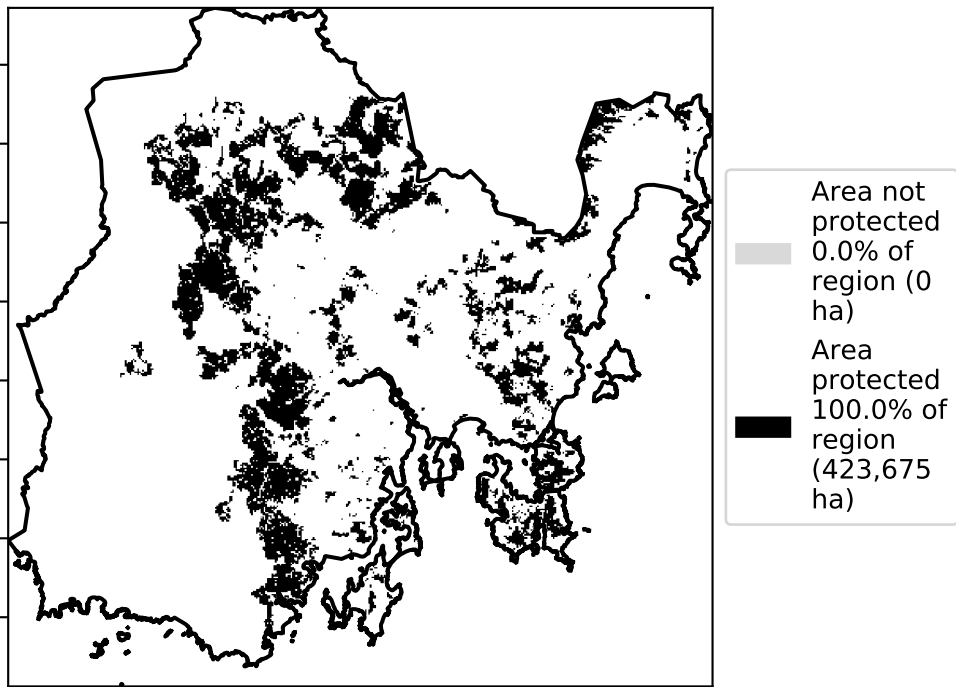 Area not
protected
0.0% of
region (0
ha)
Area
protected
100.0% of
region
(423,675
ha)